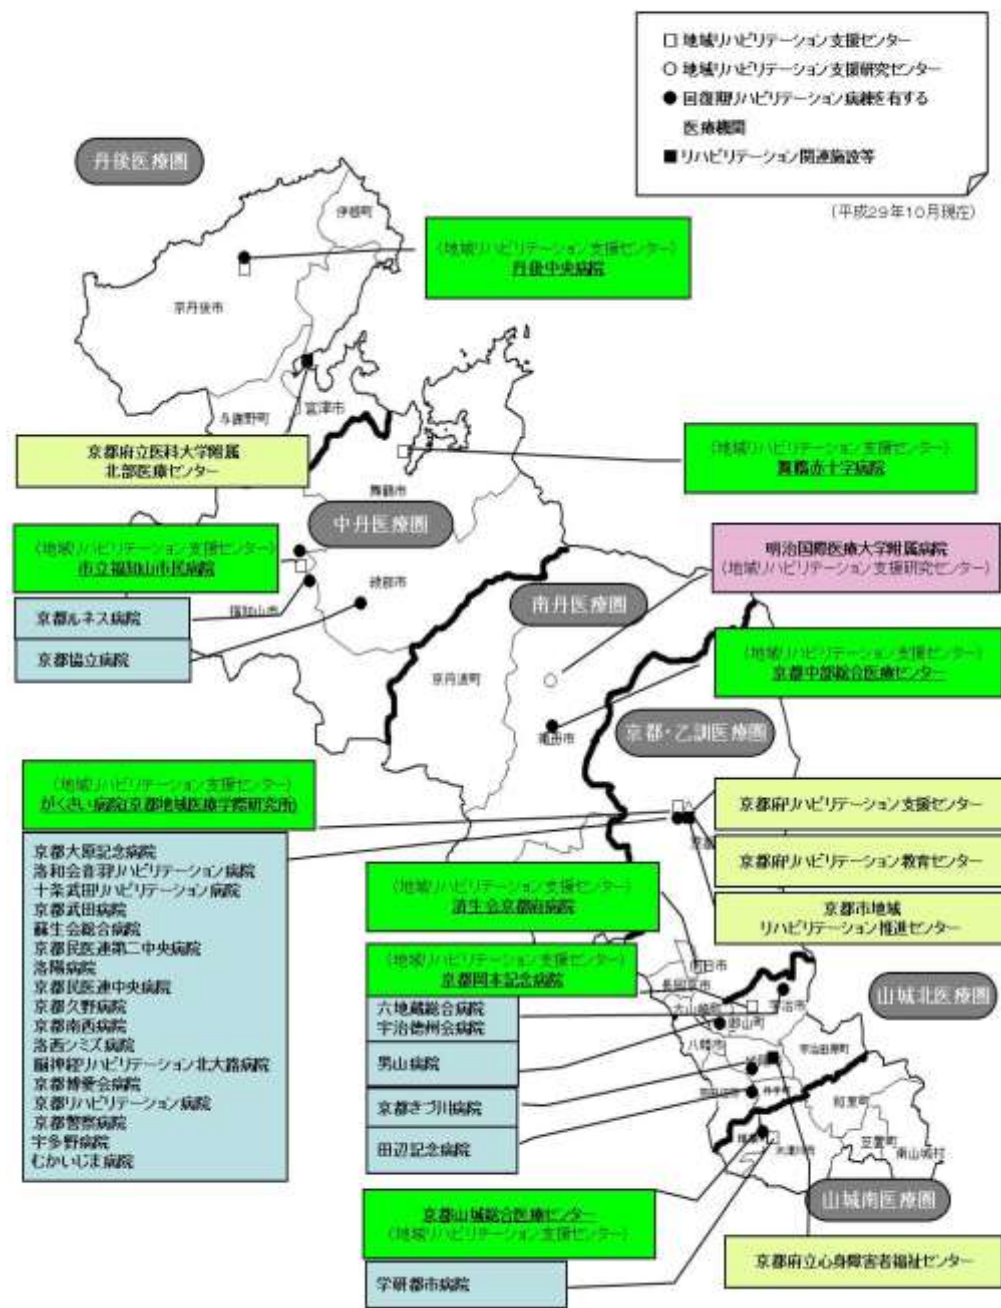 □ 地域リハビリテーション支援センター
○ 地域リハビリテーション支援研究センター
● 回復期リハビリテーション病棟を有する
医療機関
■ リハビリテーション関連施設等
(平成29年10月現在)
丹後医療圏
伊根町
〈地域リハビリテーション支援センター〉
丹後中央病院
京丹後市
与謝野町
宮津市
京都府立医科大学附属
北部医療センター
〈地域リハビリテーション支援センター〉
舞鶴赤十字病院
舞鶴市
中丹医療圏
〈地域リハビリテーション支援センター〉
市立福知山市民病院
明治国際医療大学附属病院
〈地域リハビリテーション支援研究センター〉
綾部市
南丹医療圏
京都ルネス病院
福知山市
京都協立病院
〈地域リハビリテーション支援センター〉
京都中部総合医療センター
京丹波町
南丹市
京都・乙訓医療圏
〈地域リハビリテーション支援センター〉
がくさい病院(京都地域医療学際研究所)
京都府リハビリテーション支援センター
京都大原記念病院
洛和会音羽リハビリテーション病院
十条武田リハビリテーション病院
京都武田病院
蘇生会総合病院
京都民医連第二中央病院
洛陽病院
京都民医連中央病院
京都久野病院
京都南西病院
洛西シミズ病院
脳神経リハビリテーション北大路病院
京都博愛会病院
京都リハビリテーション病院
京都警察病院
宇多野病院
むかいじま病院
京都府リハビリテーション教育センター
〈地域リハビリテーション支援センター〉
済生会京都府病院
京都市地域
リハビリテーション推進センター
向日市
〈地域リハビリテーション支援センター〉
京都岡本記念病院
長岡京市
山城北医療圏
六地蔵総合病院
宇治徳州会病院
大山崎町
宇治市
久御山町
八幡市
宇治田原町
男山病院
京都きづ川病院
田辺記念病院
井手町
和束町
笠置町
南山城村
木津川市
山城南医療圏
京都山城総合医療センター
〈地域リハビリテーション支援センター〉
京都府立心身障害者福祉センター
学研都市病院